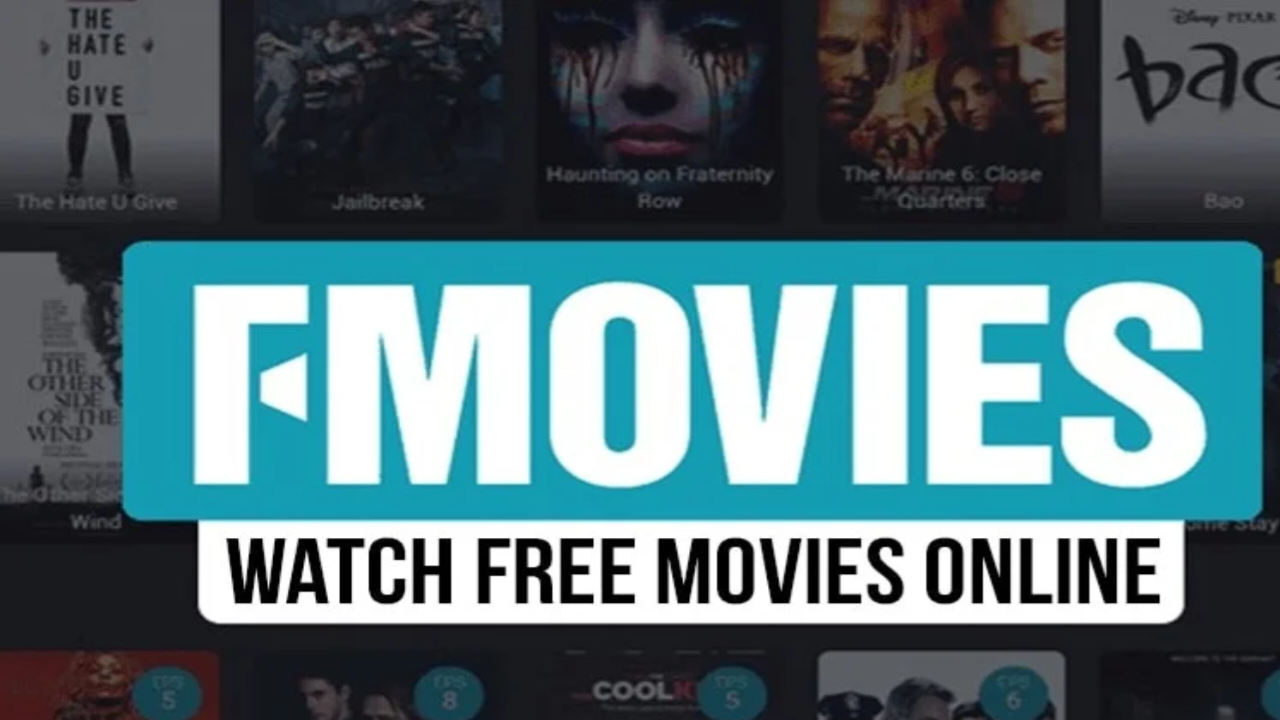 THE
HATE
U
GIVE
The Hate U Give
Jailbreak
Haunting on Fraternity
Row
The Marine 6: Close
Quarters
Disney PIXAR
bao
Bao
THE
OTHER
SIDE
OF THE
WIND
Wind
FMOVIES
WATCH FREE MOVIES ONLINE
EPS
5
EPS
8
COOL
EPS
5
EPS
6